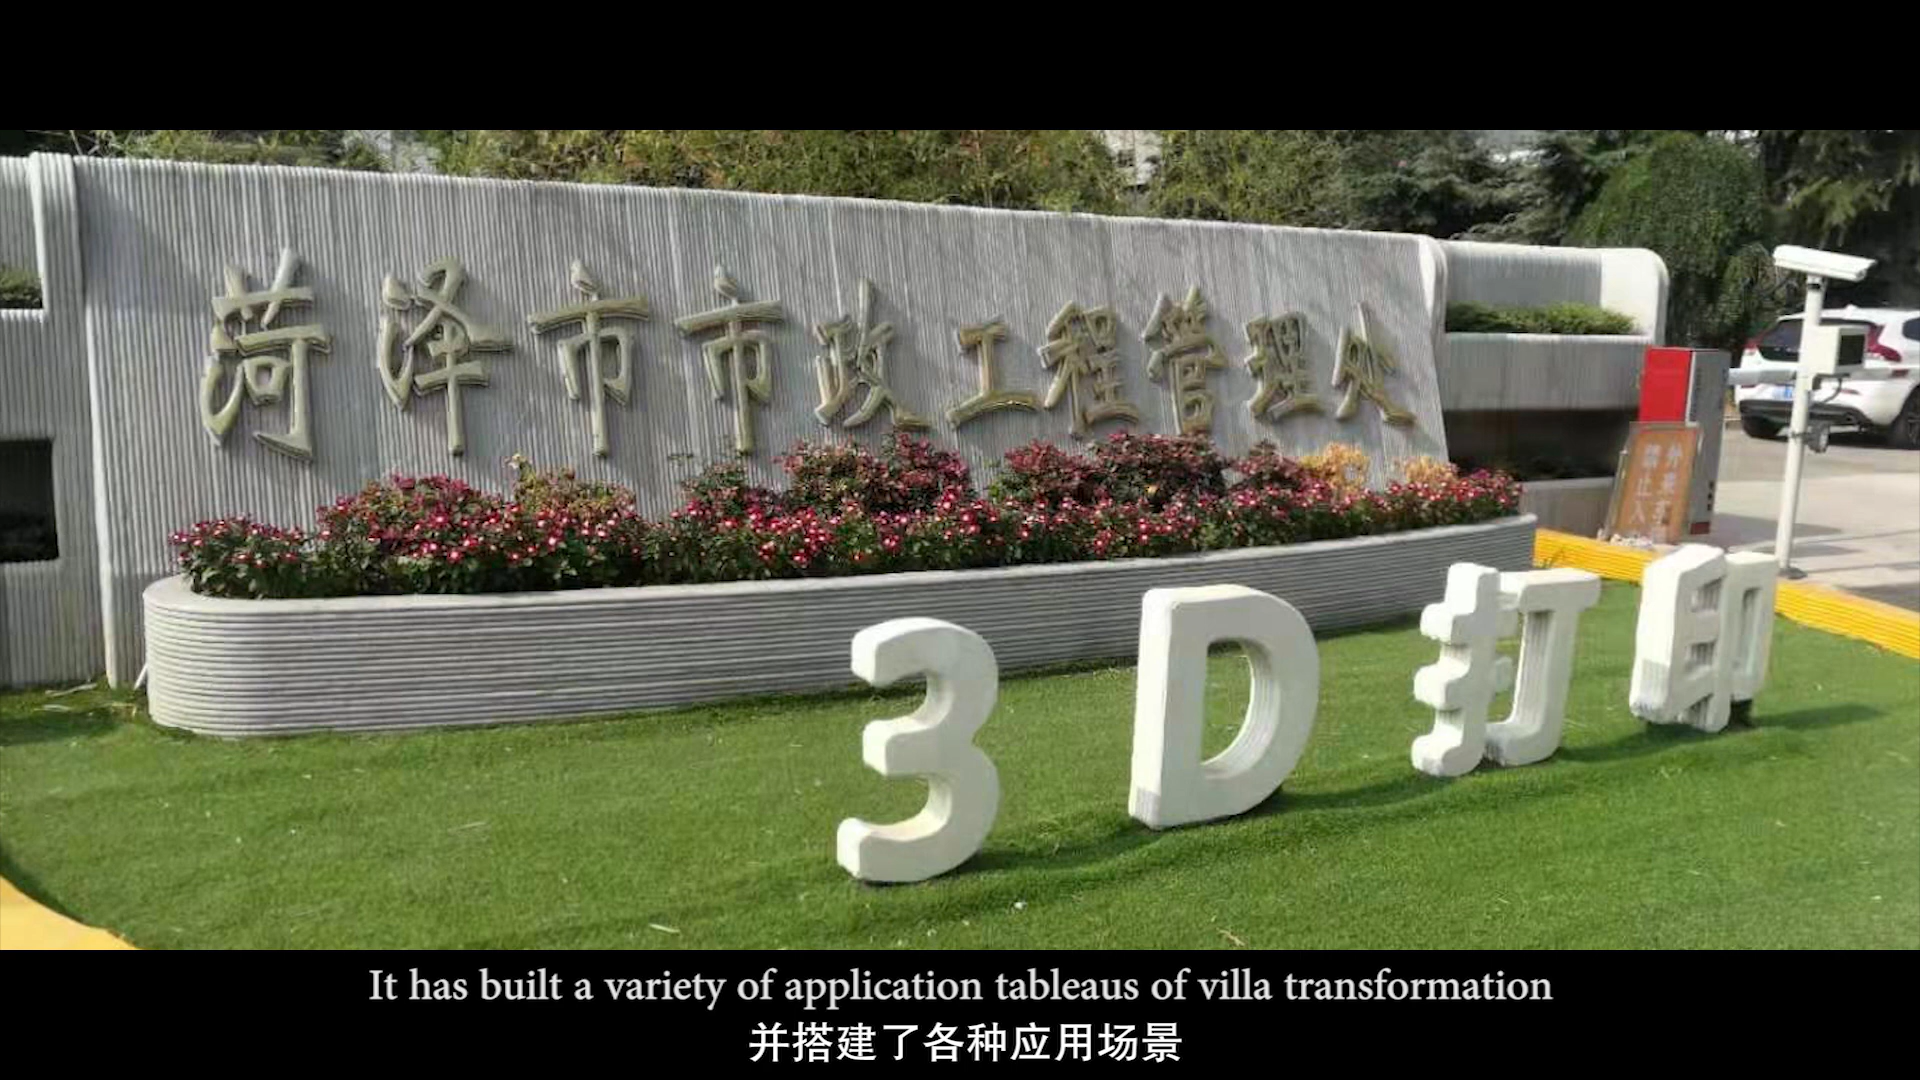 菏泽市市政工程管理处
3D打印
It has built a variety of application tableaus of villa transformation
并搭建了各种应用场景